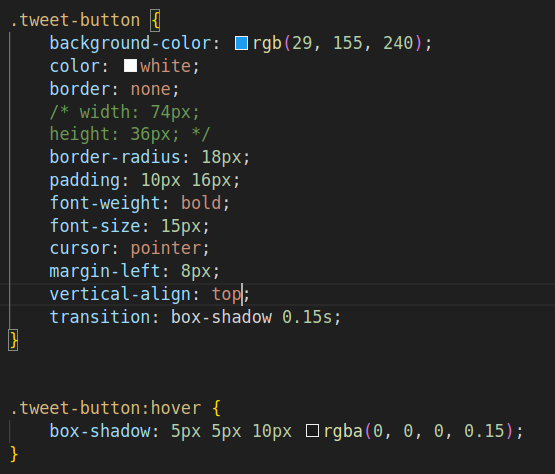 .tweet-button {
    background-color: rgb(29, 155, 240);
    color: white;
    border: none;
    /* width: 74px;
    height: 36px; */
    border-radius: 18px;
    padding: 10px 16px;
    font-weight: bold;
    font-size: 15px;
    cursor: pointer;
    margin-left: 8px;
    vertical-align: top;
    transition: box-shadow 0.15s;
}
.tweet-button:hover {
    box-shadow: 5px 5px 10px rgba(0, 0, 0, 0.15);
}